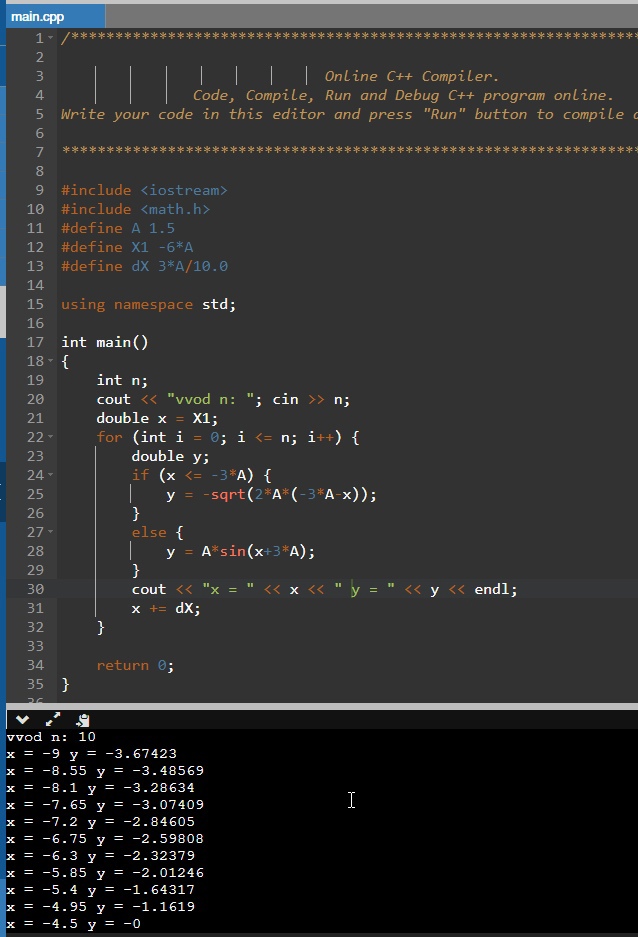 main.cpp
1 /******************************************************************
2
3 Online C++ Compiler.
4 Code, Compile, Run and Debug C++ program online.
5 Write your code in this editor and press "Run" button to compile
6
7 *******************************************************************
8
9 #include <iostream>
10 #include <math.h>
11 #define A 1.5
12 #define X1 -6*A
13 #define dX 3*A/10.0
14
15 using namespace std;
16
17 int main()
18 {
19 int n;
20 cout << "vvod n: "; cin >> n;
21 double x = X1;
22 for (int i = 0; i <= n; i++) {
23 double y;
24 if (x <= -3*A) {
25 y = -sqrt(2*A*(-3*A-x));
26 }
27 else {
28 y = A*sin(x+3*A);
29 }
30 cout << "x = " << x << " y = " << y << endl;
31 x += dX;
32 }
33
34 return 0;
35 }
vvod n: 10
x = -9 y = -3.67423
x = -8.55 y = -3.48569
x = -8.1 y = -3.28634
x = -7.65 y = -3.07409
x = -7.2 y = -2.84605
x = -6.75 y = -2.59808
x = -6.3 y = -2.32379
x = -5.85 y = -2.01246
x = -5.4 y = -1.64317
x = -4.95 y = -1.1619
x = -4.5 y = -0